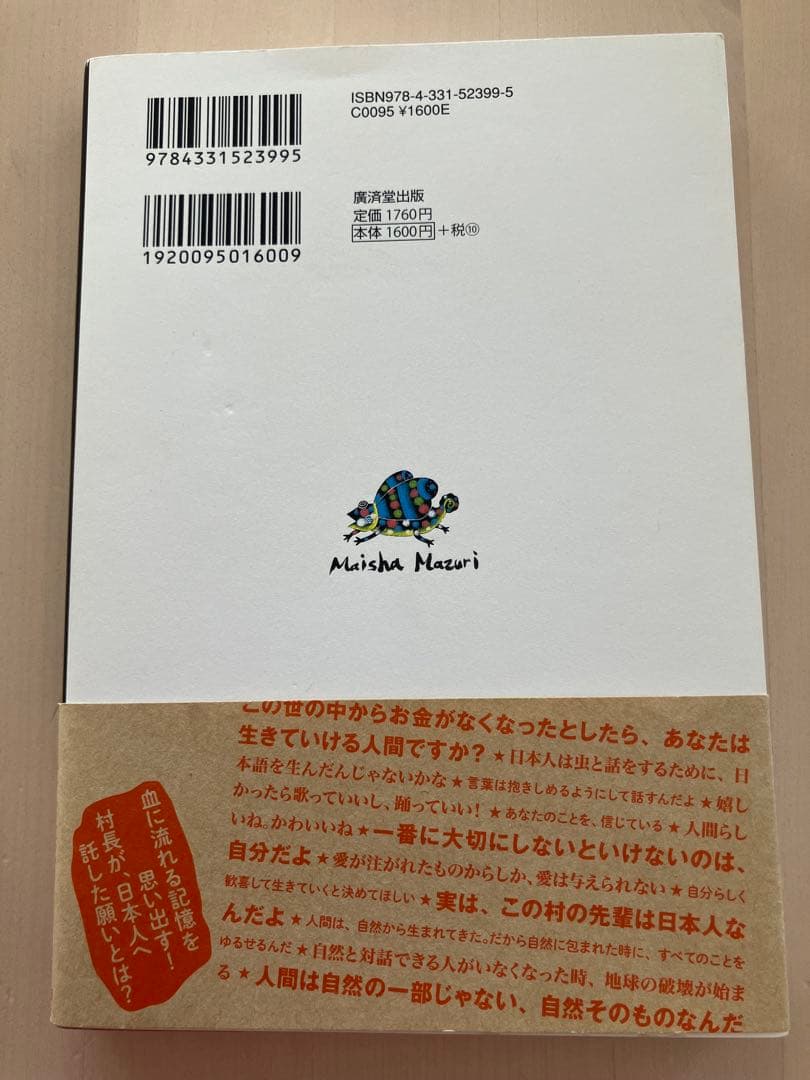 ISBN978-4-331-52399-5
C0095 ¥1600E
9784331523995
廣済堂出版
定価 1760円
本体 1600円+税⑩
1920095016009
Maisha Mazuri
この世の中からお金がなくなったとしたら、あなたは
生きていける人間ですか?★日本人は虫と話をするために、日
本語を生んだんじゃないかな★言葉は抱きしめるようにして話すんだよ★嬉し
かったら歌っていいし、踊っていい!★あなたのことを、信じている★人間らし
いね。かわいいね★一番に大切にしないといけないのは、
自分だよ★愛が注がれたものからしか、愛は与えられない★自分らしく
歓喜して生きていくと決めてほしい★実は、この村の先輩は日本人な
んだよ★人間は、自然から生まれてきた。だから自然に包まれた時に、すべてのことを
ゆるせるんだ★自然と対話できる人がいなくなった時、地球の破壊が始ま
る★人間は自然の一部じゃない、自然そのものなんだ
血に流れる記憶を
思い出す!
村長が、日本人へ
託した願いとは?